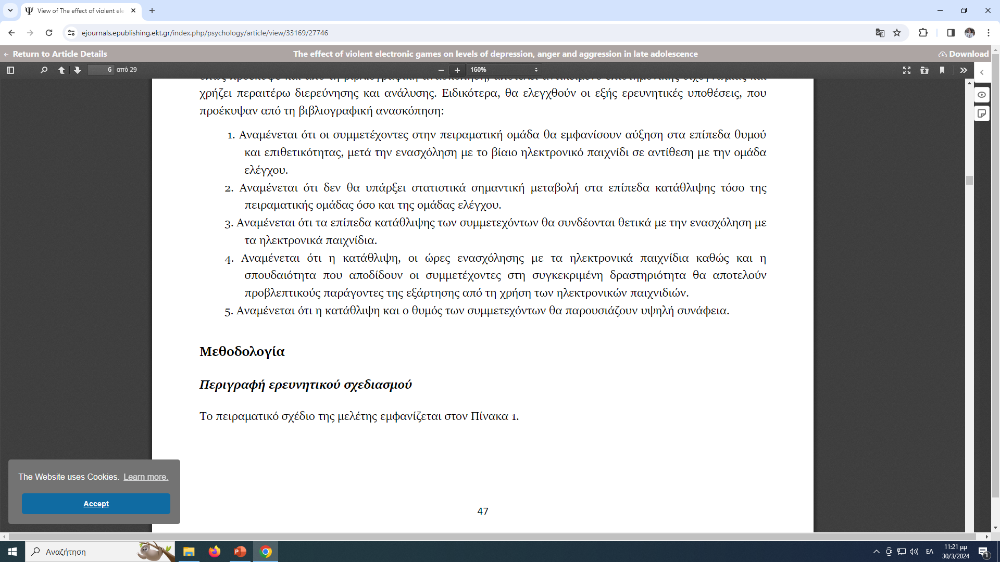 View of The effect of violent ele
ejournals.epublishing.ekt.gr/index.php/psychology/article/view/33169/27746
Return to Article Details
The effect of violent electronic games on levels of depression, anger and aggression in late adolescence
Download
6 από 29
160%
χρήζει περαιτέρω διερεύνησης και ανάλυσης. Ειδικότερα, θα ελεγχθούν οι εξής ερευνητικές υποθέσεις, που
προέκυψαν από τη βιβλιογραφική ανασκόπηση:
1. Αναμένεται ότι οι συμμετέχοντες στην πειραματική ομάδα θα εμφανίσουν αύξηση στα επίπεδα θυμού
και επιθετικότητας, μετά την ενασχόληση με το βίαιο ηλεκτρονικό παιχνίδι σε αντίθεση με την ομάδα
ελέγχου.
2. Αναμένεται ότι δεν θα υπάρξει στατιστικά σημαντική μεταβολή στα επίπεδα κατάθλιψης τόσο της
πειραματικής ομάδας όσο και της ομάδας ελέγχου.
3. Αναμένεται ότι τα επίπεδα κατάθλιψης των συμμετεχόντων θα συνδέονται θετικά με την ενασχόληση με
τα ηλεκτρονικά παιχνίδια.
4. Αναμένεται ότι η κατάθλιψη, οι ώρες ενασχόλησης με τα ηλεκτρονικά παιχνίδια καθώς και η
σπουδαιότητα που αποδίδουν οι συμμετέχοντες στη συγκεκριμένη δραστηριότητα θα αποτελούν
προβλεπτικούς παράγοντες της εξάρτησης από τη χρήση των ηλεκτρονικών παιχνιδιών.
5. Αναμένεται ότι η κατάθλιψη και ο θυμός των συμμετεχόντων θα παρουσιάζουν υψηλή συνάφεια.
Μεθοδολογία
Περιγραφή ερευνητικού σχεδιασμού
Το πειραματικό σχέδιο της μελέτης εμφανίζεται στον Πίνακα 1.
47
The Website uses Cookies. Learn more.
Accept
Αναζήτηση
ΕΛ
11:21 μμ
30/3/2024
1